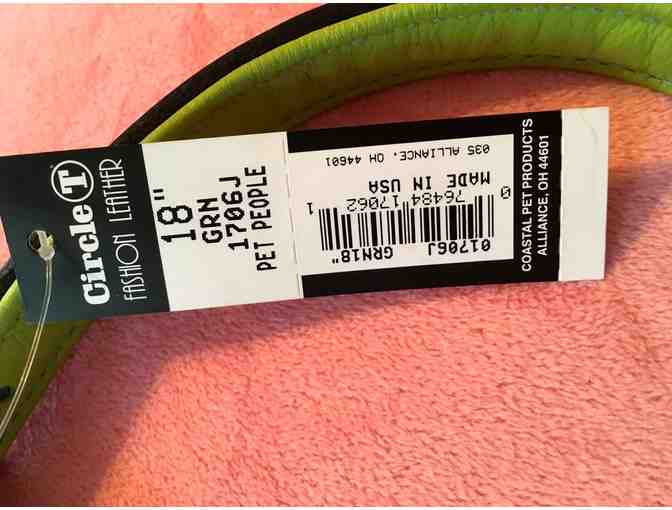 Circle T
FASHION LEATHER
18"
GRN
1706J
PET PEOPLE
01706J GRN18"
0 76484 17062 1
MADE IN USA
035 ALLIANCE, OH 44601
COASTAL PET PRODUCTS
ALLIANCE, OH 44601